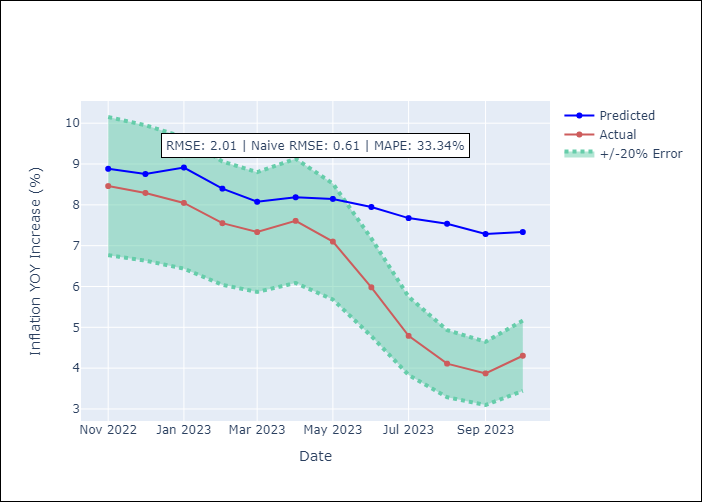 RMSE: 2.01 | Naive RMSE: 0.61 | MAPE: 33.34%
Predicted
Actual
+/-20% Error
Inflation YOY Increase (%)
10
9
8
7
6
5
4
3
Nov 2022 Jan 2023 Mar 2023 May 2023 Jul 2023 Sep 2023
Date